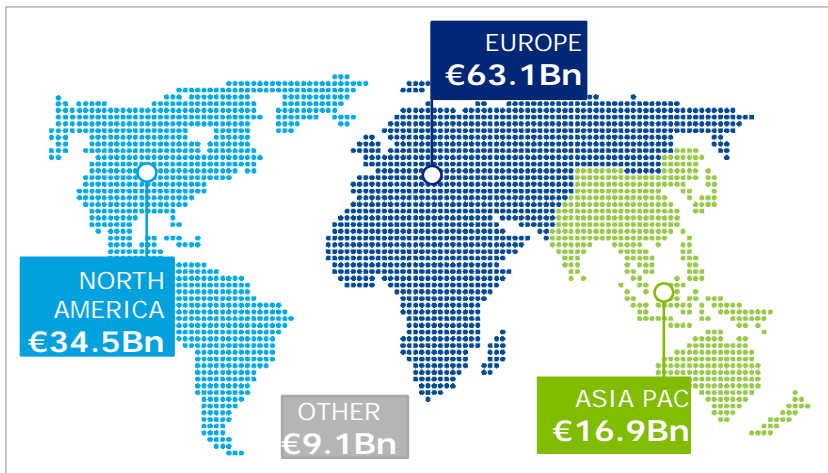 EUROPE
€63.1Bn
NORTH
AMERICA
€34.5Bn
OTHER
€9.1Bn
ASIA PAC
€16.9Bn